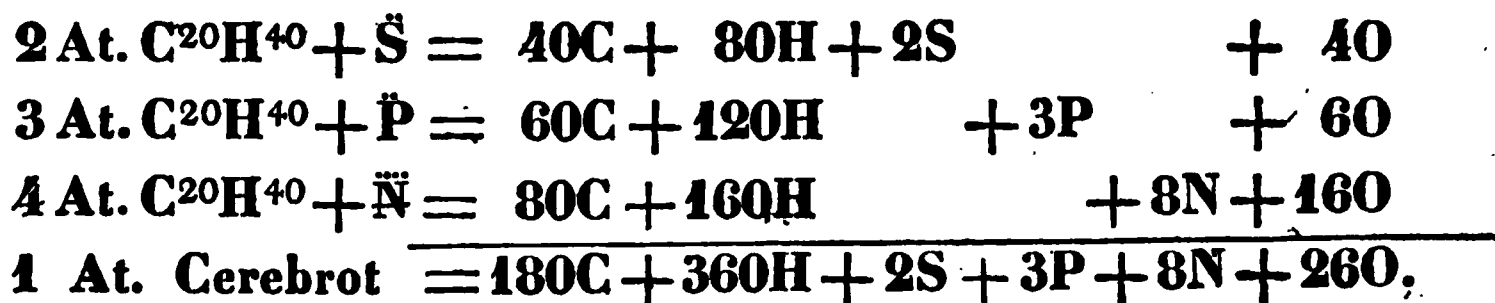 2 At. C²⁰H⁴⁰ + S̈ = 40C + 80H + 2S + 4O
3 At. C²⁰H⁴⁰ + P̈ = 60C + 120H + 3P + 6O
4 At. C²⁰H⁴⁰ + N̈̈ = 80C + 160H + 8N + 16O
1 At. Cerebrot = 180C + 360H + 2S + 3P + 8N + 26O.